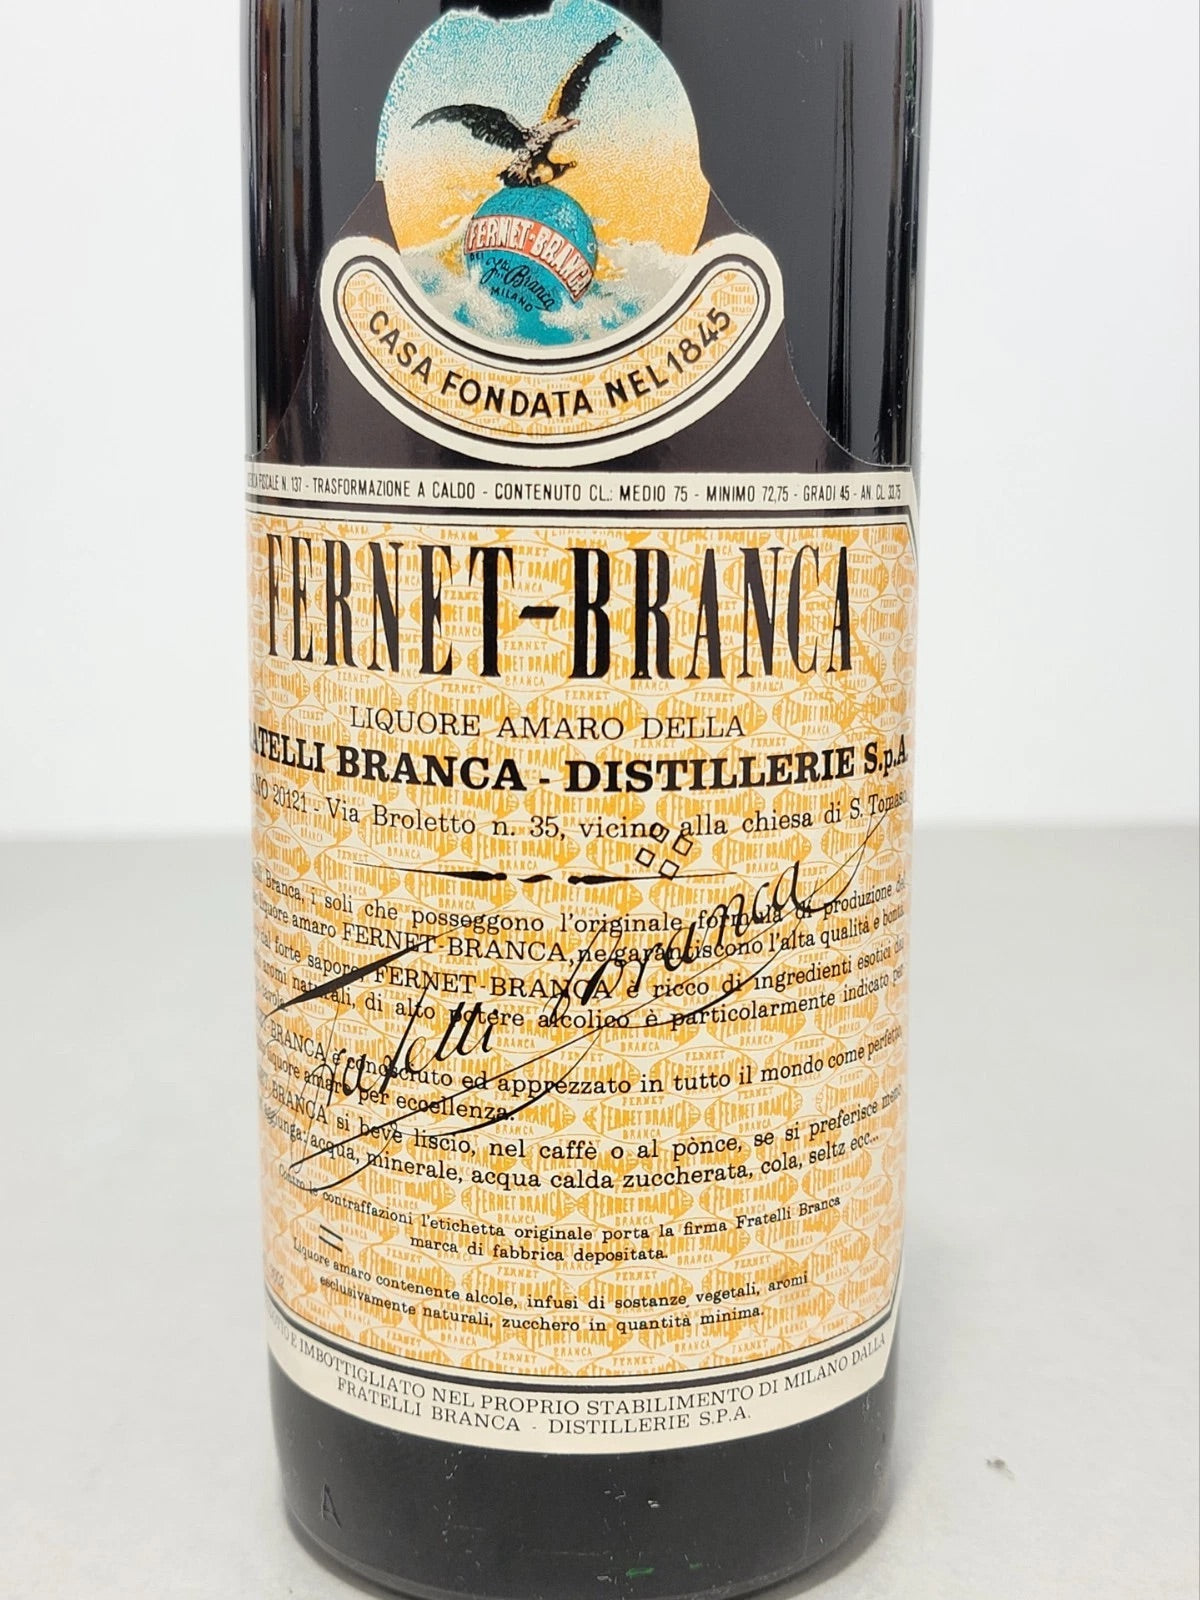 FERNET-BRANCA
DEI Flli Branca
MILANO
CASA FONDATA NEL 1845
FISCALE N. 137 - TRASFORMAZIONE A CALDO - CONTENUTO CL.: MEDIO 75 - MINIMO 72,75 - GRADI 45 - AN. CL. 33,75
FERNET-BRANCA
LIQUORE AMARO DELLA
BRANCA - DISTILLERIE S.p.A.
20121 - Via Broletto n. 35, vicino alla chiesa di S. Tomaso
Fratelli Branca
Branca, i soli che posseggono l'originale formula di produzione
liquore amaro FERNET-BRANCA, ne garantiscono l'alta qualità e bontà
dal forte sapore, FERNET-BRANCA è ricco di ingredienti esotici
aromi naturali, di alto potere alcolico è particolarmente indicato
BRANCA è conosciuto ed apprezzato in tutto il mondo come perfetto
liquore amaro per eccellenza.
BRANCA si beve liscio, nel caffè o al pònce, se si preferisce meno
aggiunga: acqua, minerale, acqua calda zuccherata, cola, seltz ecc...
Contro le contraffazioni l'etichetta originale porta la firma Fratelli Branca
marca di fabbrica depositata.
Liquore amaro contenente alcole, infusi di sostanze vegetali, aromi
esclusivamente naturali, zucchero in quantità minima.
E IMBOTTIGLIATO NEL PROPRIO STABILIMENTO DI MILANO DALLA
FRATELLI BRANCA - DISTILLERIE S.P.A.
A